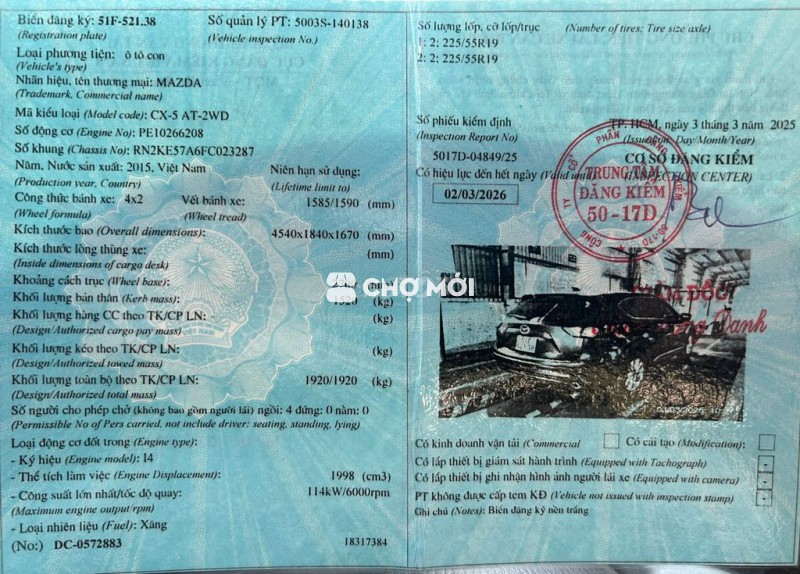 Biển đăng ký: 51F-521.38 Số quản lý PT: 5003S-140138
(Registration plate) (Vehicle inspection No.)
Loại phương tiện: ô tô con
(Vehicle's type)
Nhãn hiệu, tên thương mại: MAZDA
(Trademark, Commercial name)
Mã kiểu loại (Model code): CX-5 AT-2WD
Số động cơ (Engine No): PE10266208
Số khung (Chassis No): RN2KE57A6FC023287
Năm, Nước sản xuất: 2015, Việt Nam Niên hạn sử dụng:
(Production year, Country) (Lifetime limit to)
Công thức bánh xe: 4x2 Vết bánh xe: 1585/1590 (mm)
(Wheel formula) (Wheel tread)
Kích thước bao (Overall dimensions): 4540x1840x1670 (mm)
Kích thước lòng thùng xe: (mm)
(Inside dimensions of cargo desk)
Khoảng cách trục (Wheel base):
Khối lượng bản thân (Kerb mass): 1520 (kg)
Khối lượng hàng CC theo TK/CP LN: - (kg)
(Design/Authorized cargo pay mass)
Khối lượng kéo theo TK/CP LN: (kg)
(Design/Authorized towed mass)
Khối lượng toàn bộ theo TK/CP LN: 1920/1920 (kg)
(Design/Authorized total mass)
Số người cho phép chở (không bao gồm người lái) ngồi: 4 đứng: 0 nằm: 0
(Permissible No of Pers carried, not include driver: seating, standing, lying)
Loại động cơ đốt trong (Engine type):
- Ký hiệu (Engine model): I4
- Thể tích làm việc (Engine Displacement): 1998 (cm3)
- Công suất lớn nhất/tốc độ quay: 114kW/6000rpm
(Maximum engine output/rpm)
- Loại nhiên liệu (Fuel): Xăng
(No:) DC-0572883 18317384
Số lượng lốp, cỡ lốp/trục (Number of tires; Tire size axle)
1: 2: 225/55R19
2: 2: 225/55R19
Số phiếu kiểm định TP. HCM, ngày 3 tháng 3 năm 2025
(Inspection Report No) (Issued on: Day/Month/Year)
5017D-04849/25 CƠ SỞ ĐĂNG KIỂM
Có hiệu lực đến hết ngày (Valid until) (INSPECTION CENTER)
02/03/2026
TRUNG TÂM
ĐĂNG KIỂM
50-17D
CHỢ MỚI
Có kinh doanh vận tải (Commercial Có cải tạo (Modification):
Có lắp thiết bị giám sát hành trình (Equipped with Tachograph)
Có lắp thiết bị ghi nhận hình ảnh người lái xe (Equipped with camera)
PT không được cấp tem KĐ (Vehicle not issued with inspection stamp)
Ghi chú (Notes): Biển đăng ký nền trắng